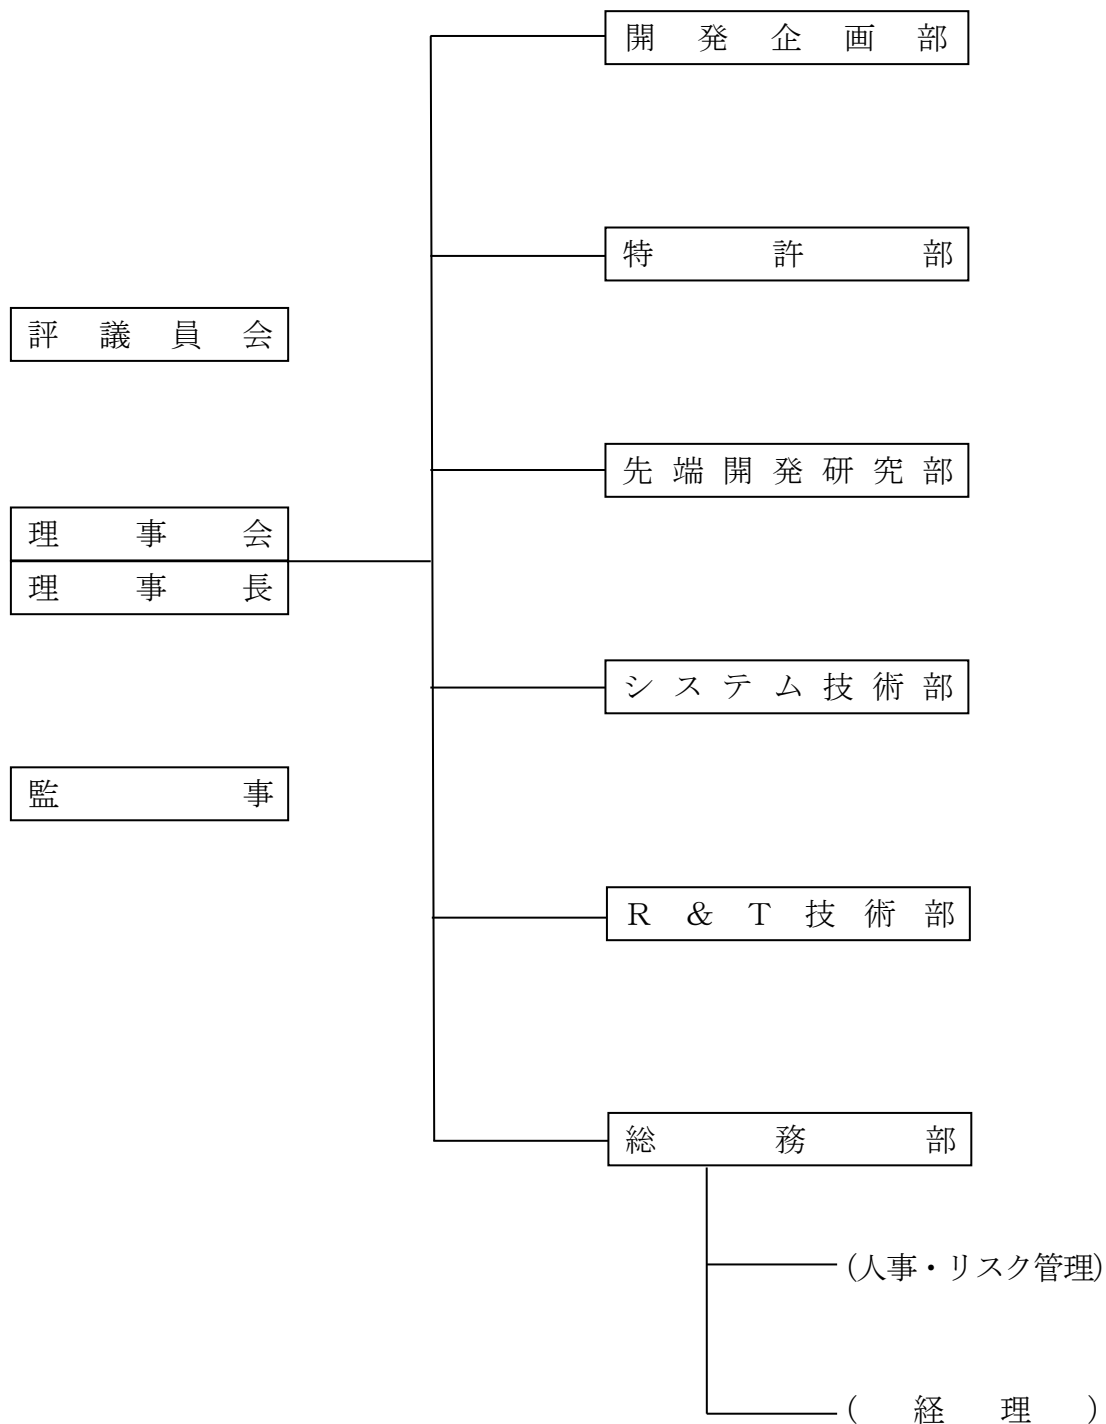 開発企画部
特許部
評議員会
先端開発研究部
理事会
理事長
システム技術部
監事
R&T技術部
総務部
(人事・リスク管理)
(経理)